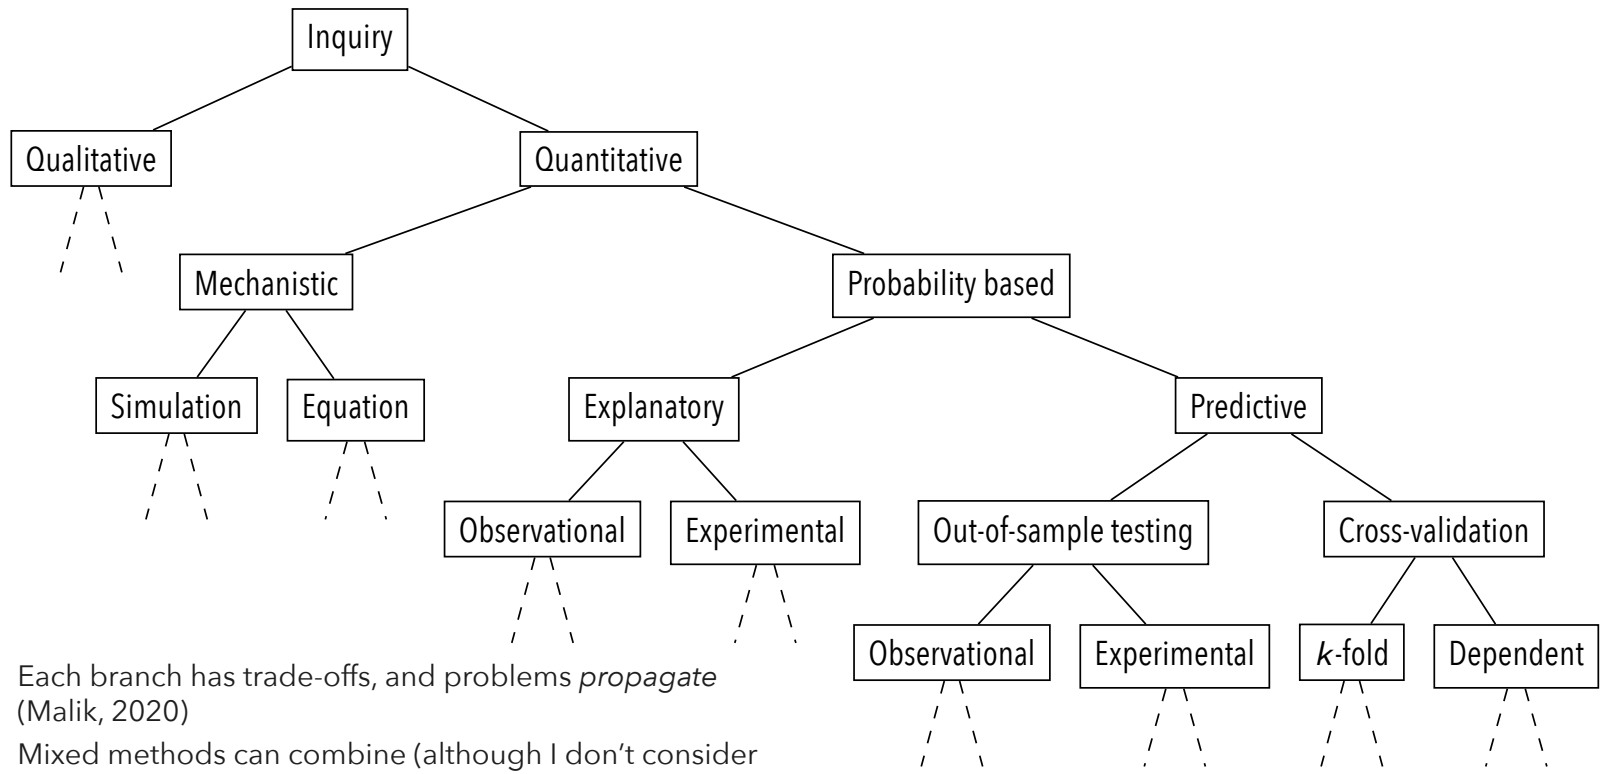 Inquiry
Qualitative
Quantitative
Mechanistic
Probability based
Simulation
Equation
Explanatory
Predictive
Observational
Experimental
Out-of-sample testing
Cross-validation
Observational
Experimental
k-fold
Dependent
Each branch has trade-offs, and problems propagate
(Malik, 2020)
Mixed methods can combine (although I don’t consider